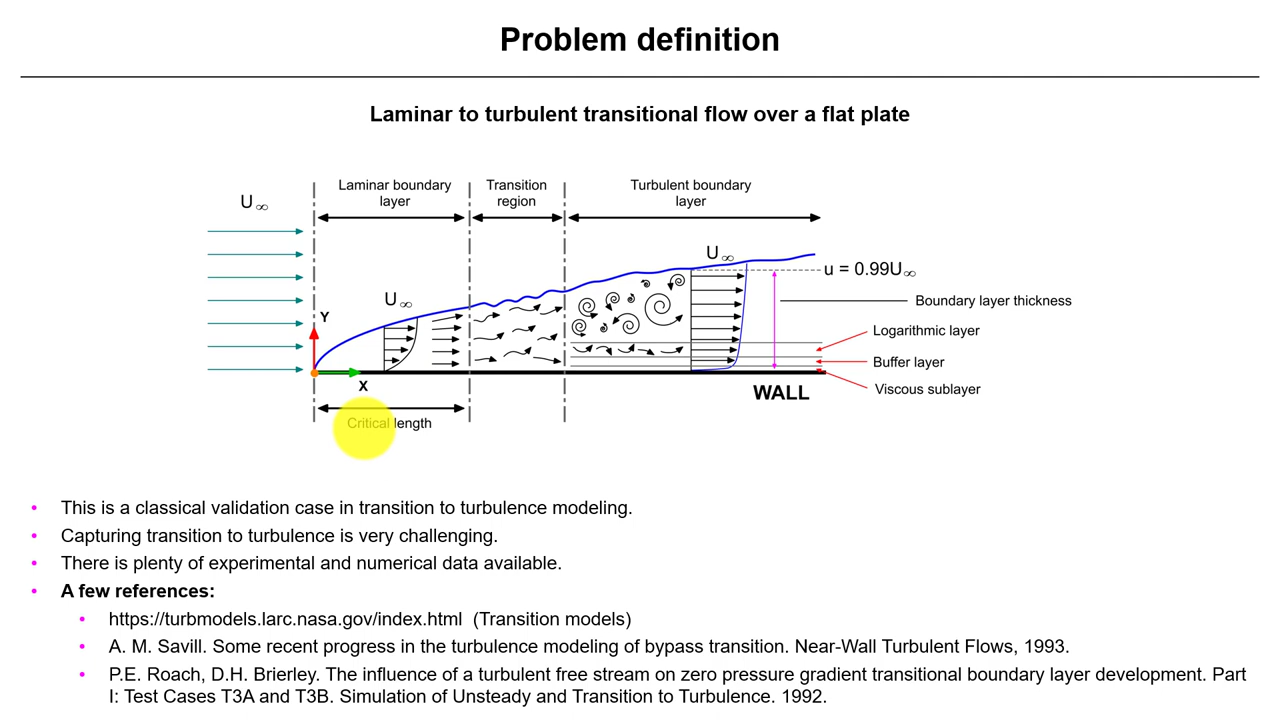 Problem definition
Laminar to turbulent transitional flow over a flat plate
Laminar boundary
layer
Transition
region
Turbulent boundary
layer
U∞
U∞
u = 0.99U∞
Boundary layer thickness
U∞
Y
Logarithmic layer
Buffer layer
X
WALL
Viscous sublayer
Critical length
• This is a classical validation case in transition to turbulence modeling.
• Capturing transition to turbulence is very challenging.
• There is plenty of experimental and numerical data available.
• A few references:
• https://turbmodels.larc.nasa.gov/index.html (Transition models)
• A. M. Savill. Some recent progress in the turbulence modeling of bypass transition. Near-Wall Turbulent Flows, 1993.
• P.E. Roach, D.H. Brierley. The influence of a turbulent free stream on zero pressure gradient transitional boundary layer development. Part
I: Test Cases T3A and T3B. Simulation of Unsteady and Transition to Turbulence. 1992.